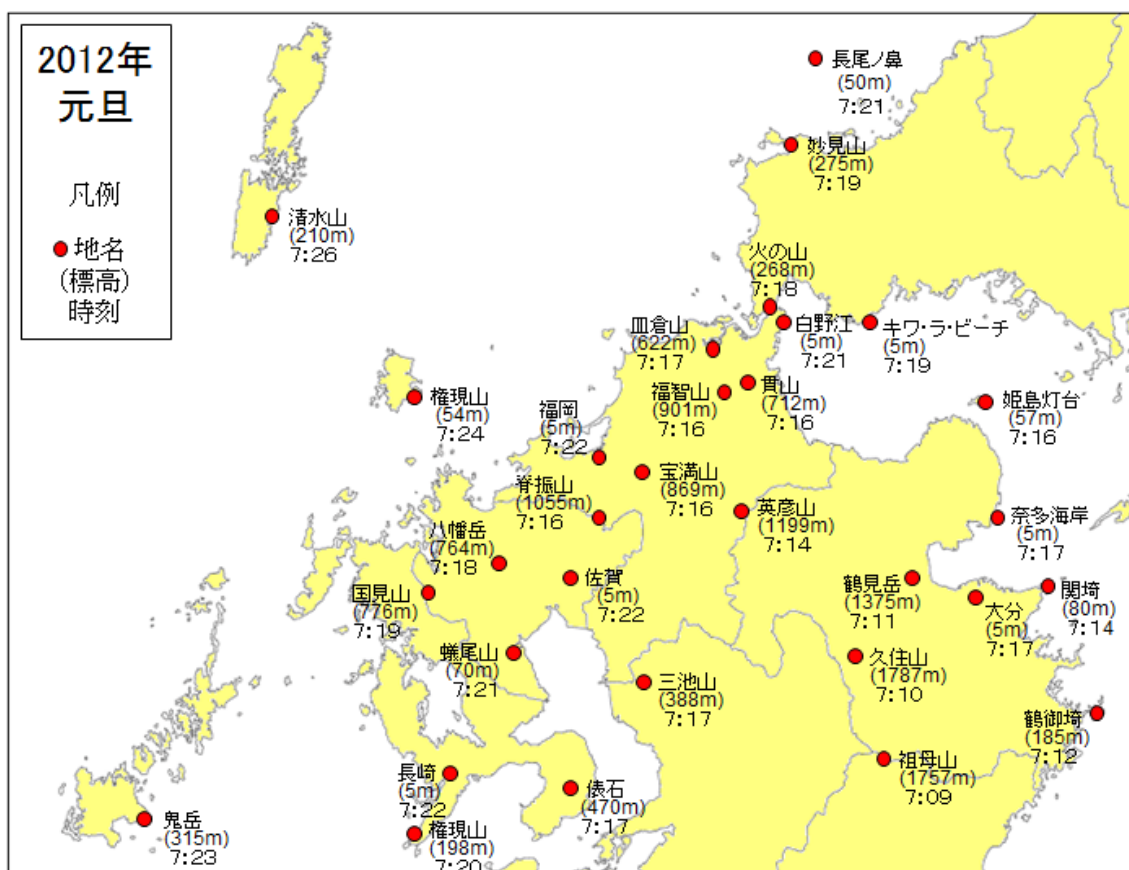 2012年
元旦
凡例
地名
(標高)
時刻
長尾ノ鼻
(50m)
7:21
妙見山
(275m)
7:19
清水山
(210m)
7:26
火の山
(268m)
7:18
皿倉山
(622m)
7:17
白野江
(5m)
7:21
キワ・ラ・ビーチ
(5m)
7:19
福智山
(901m)
7:16
貫山
(712m)
7:16
権現山
(54m)
7:24
福岡
(5m)
7:22
姫島灯台
(57m)
7:16
宝満山
(869m)
7:16
脊振山
(1055m)
7:16
英彦山
(1199m)
7:14
奈多海岸
(5m)
7:17
八幡岳
(764m)
7:18
国見山
(776m)
7:19
佐賀
(5m)
7:22
鶴見岳
(1375m)
7:11
大分
(5m)
7:17
関埼
(80m)
7:14
蟻尾山
(70m)
7:21
三池山
(388m)
7:17
久住山
(1787m)
7:10
鶴御埼
(185m)
7:12
祖母山
(1757m)
7:09
長崎
(5m)
7:22
俵石
(470m)
7:17
鬼岳
(315m)
7:23
権現山
(198m)
7:20